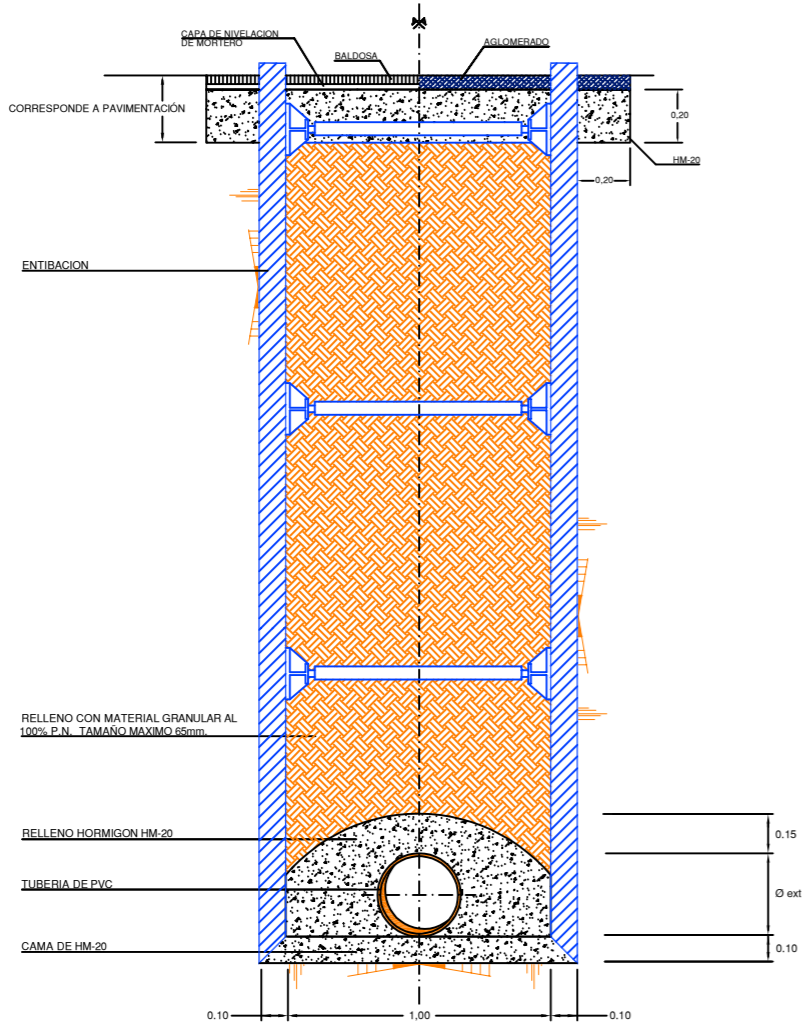 CAPA DE NIVELACION
DE MORTERO
BALDOSA
AGLOMERADO
CORRESPONDE A PAVIMENTACIÓN
0,20
HM-20
0,20
ENTIBACION
RELLENO CON MATERIAL GRANULAR AL
100% P.N. TAMAÑO MAXIMO 65mm.
RELLENO HORMIGON HM-20
0.15
TUBERIA DE PVC
Ø ext
CAMA DE HM-20
0.10
0.10
1,00
0.10